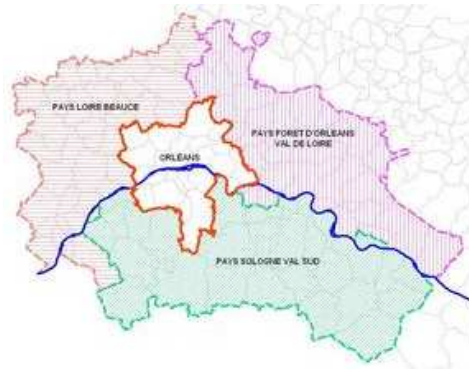 PAYS LOIRE BEAUCE
PAYS FORET D'ORLEANS
VAL DE LOIRE
ORLEANS
PAYS SOLOGNE VAL SUD